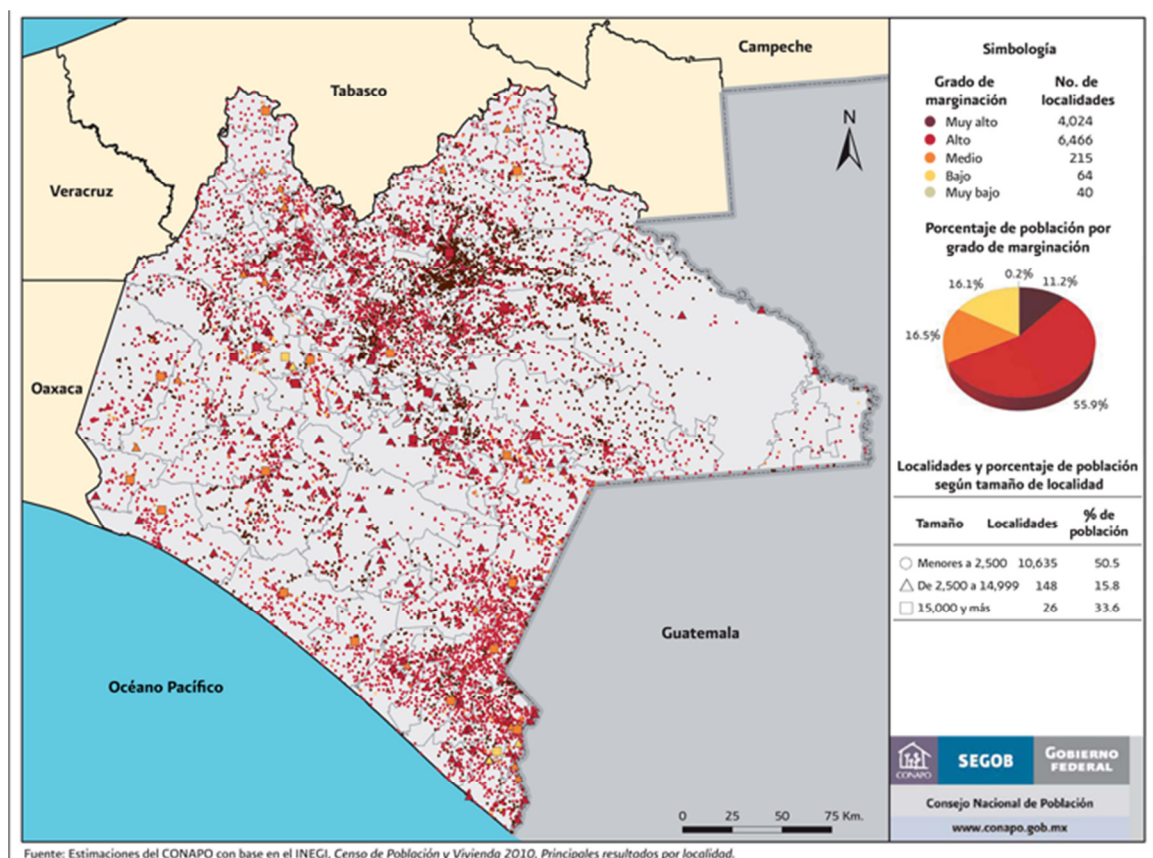 Campeche
Tabasco
N
Veracruz
Oaxaca
Guatemala
Océano Pacífico
0 25 50 75 Km.
Simbología
Grado de marginación No. de localidades
Muy alto 4,024
Alto 6,466
Medio 215
Bajo 64
Muy bajo 40
Porcentaje de población por
grado de marginación
0.2%
16.1%
11.2%
16.5%
55.9%
Localidades y porcentaje de población
según tamaño de localidad
Tamaño Localidades % de población
Menores a 2,500 10,635 50.5
De 2,500 a 14,999 148 15.8
15,000 y más 26 33.6
CONAPO
SEGOB
GOBIERNO
FEDERAL
Consejo Nacional de Población
www.conapo.gob.mx
Fuente: Estimaciones del CONAPO con base en el INEGI, Censo de Población y Vivienda 2010, Principales resultados por localidad.